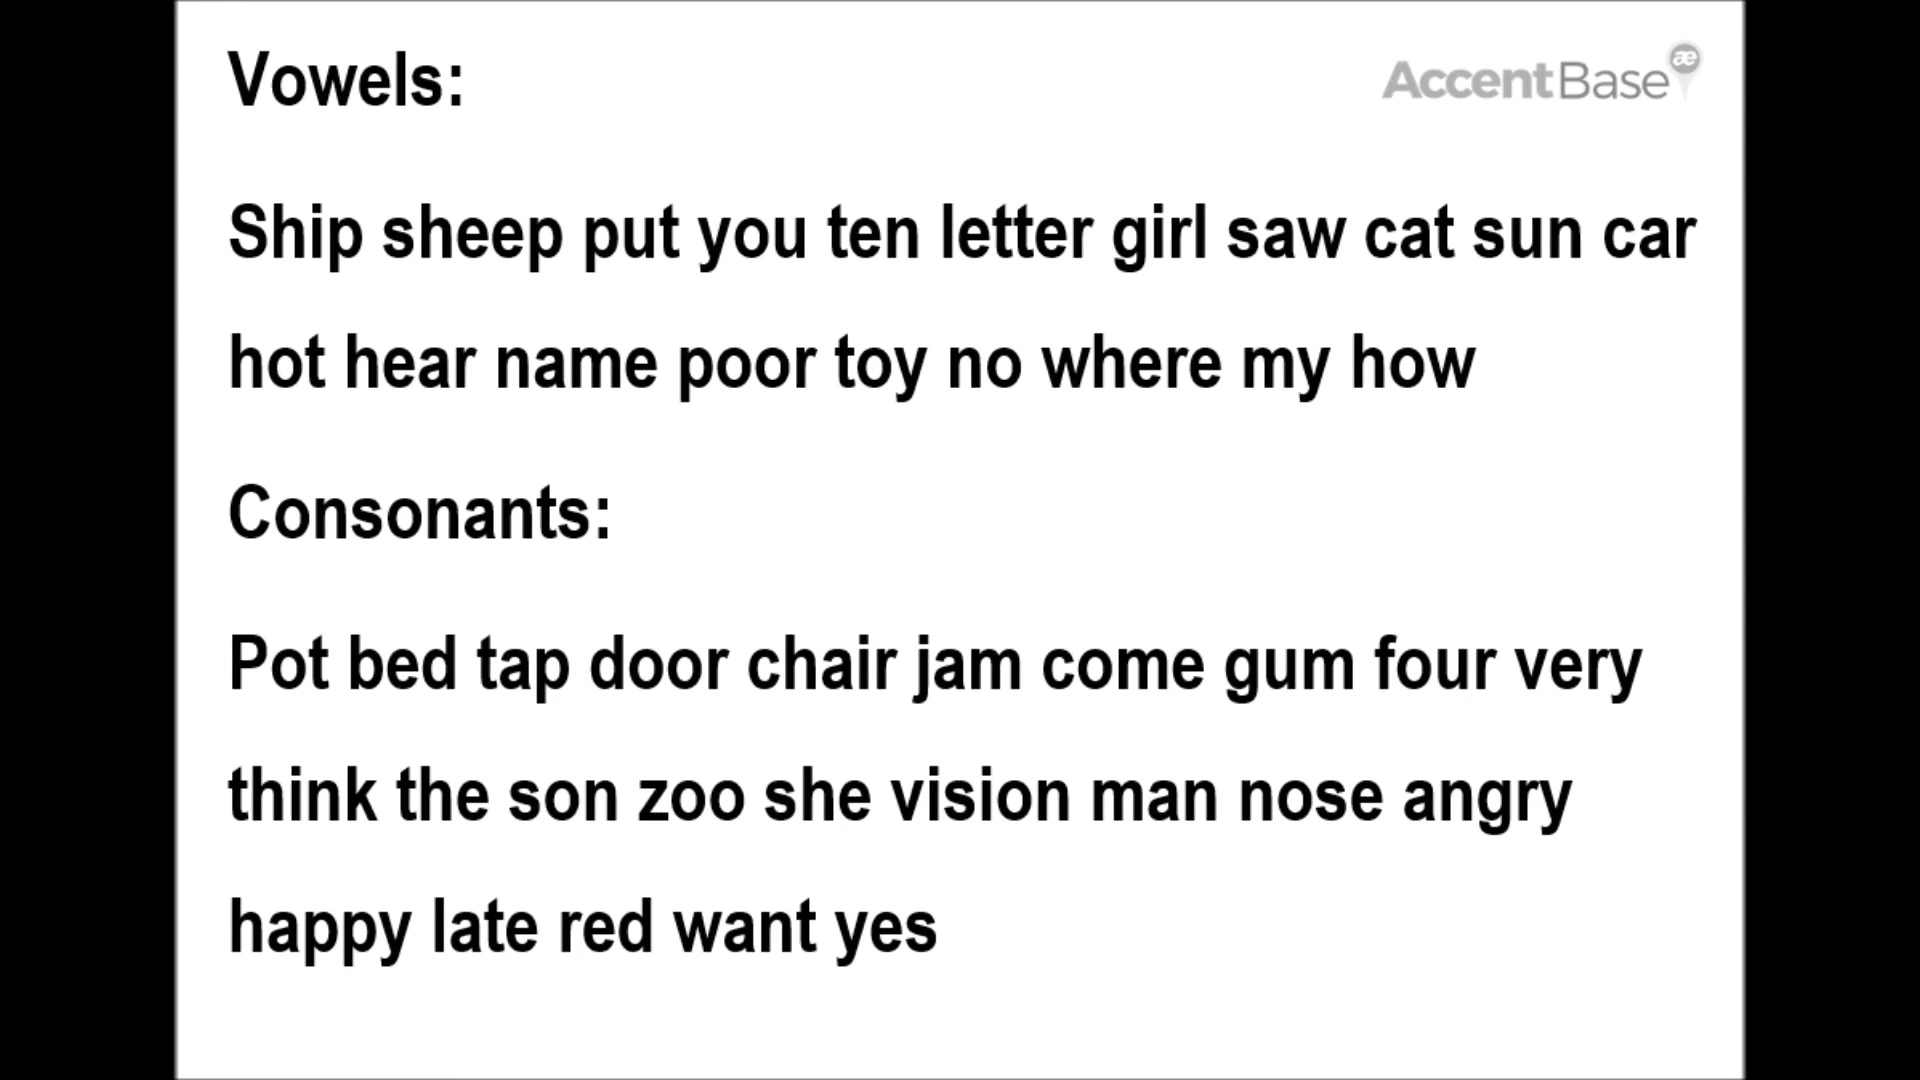 Vowels:
AccentBase æ
Ship sheep put you ten letter girl saw cat sun car
hot hear name poor toy no where my how
Consonants:
Pot bed tap door chair jam come gum four very
think the son zoo she vision man nose angry
happy late red want yes